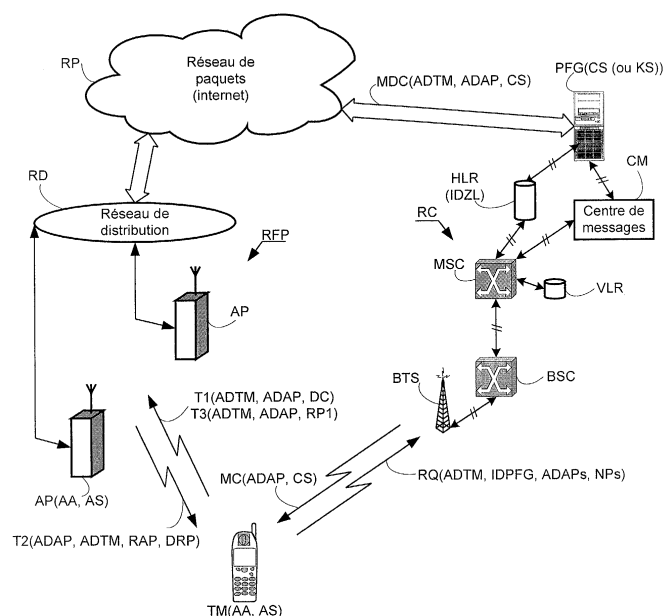 RP
Réseau de
paquets
(internet)
MDC(ADTM, ADAP, CS)
PFG(CS (ou KS))
RD
Réseau de
distribution
HLR
(IDZL)
CM
Centre de
messages
RC
RFP
MSC
VLR
AP
BTS
BSC
T1(ADTM, ADAP, DC)
T3(ADTM, ADAP, RP1)
AP(AA, AS)
MC(ADAP, CS)
RQ(ADTM, IDPFG, ADAPs, NPs)
T2(ADAP, ADTM, RAP, DRP)
TM(AA, AS)